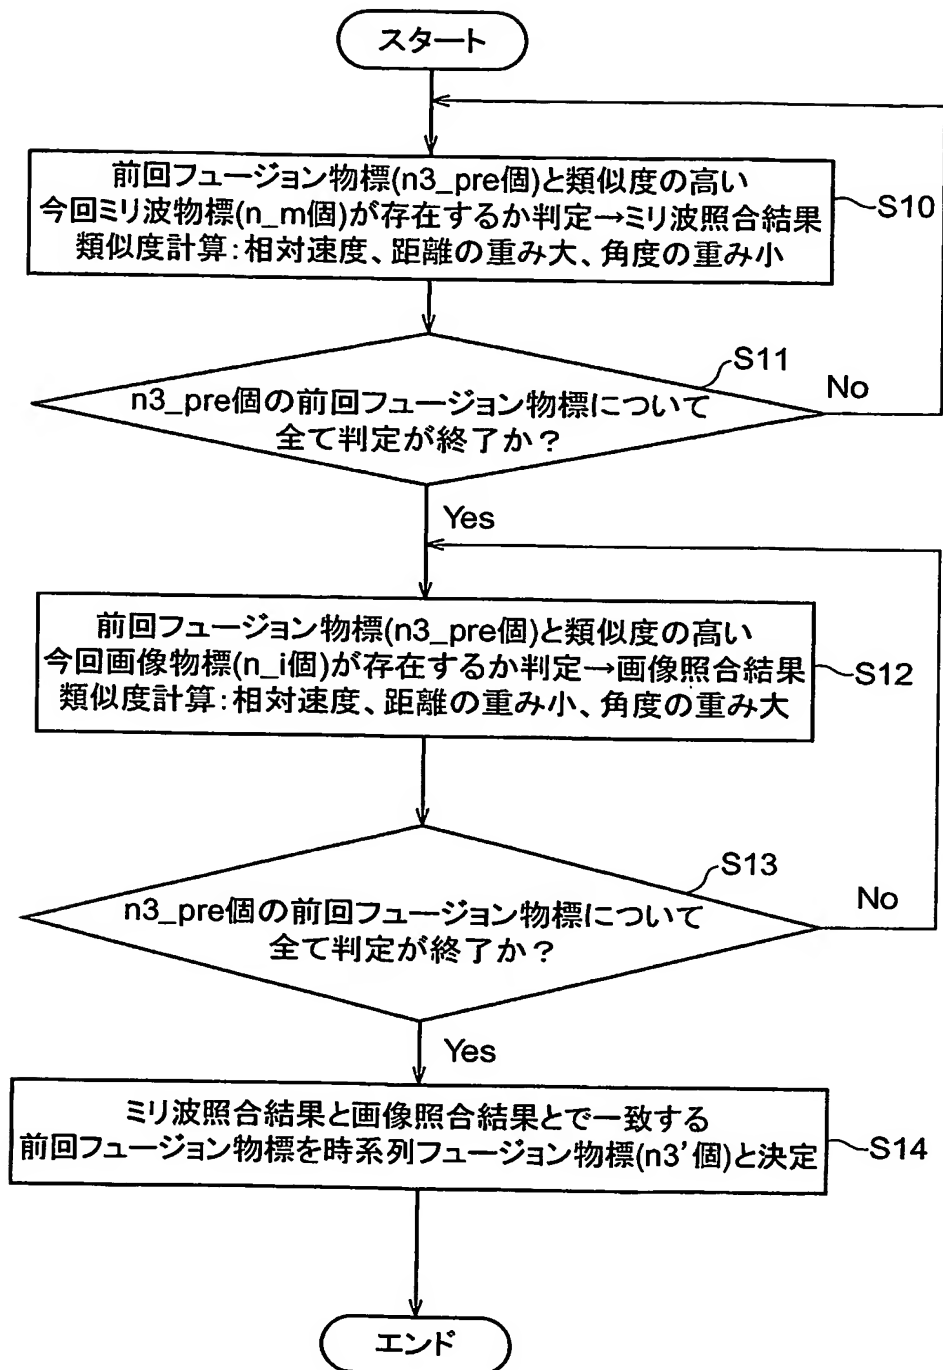 スタート
前回フュージョン物標(n3_pre個)と類似度の高い
今回ミリ波物標(n_m個)が存在するか判定→ミリ波照合結果
類似度計算:相対速度、距離の重み大、角度の重み小
S10
S11
n3_pre個の前回フュージョン物標について
全て判定が終了か?
No
Yes
前回フュージョン物標(n3_pre個)と類似度の高い
今回画像物標(n_i個)が存在するか判定→画像照合結果
類似度計算:相対速度、距離の重み小、角度の重み大
S12
S13
n3_pre個の前回フュージョン物標について
全て判定が終了か?
No
Yes
ミリ波照合結果と画像照合結果とで一致する
前回フュージョン物標を時系列フュージョン物標(n3'個)と決定
S14
エンド